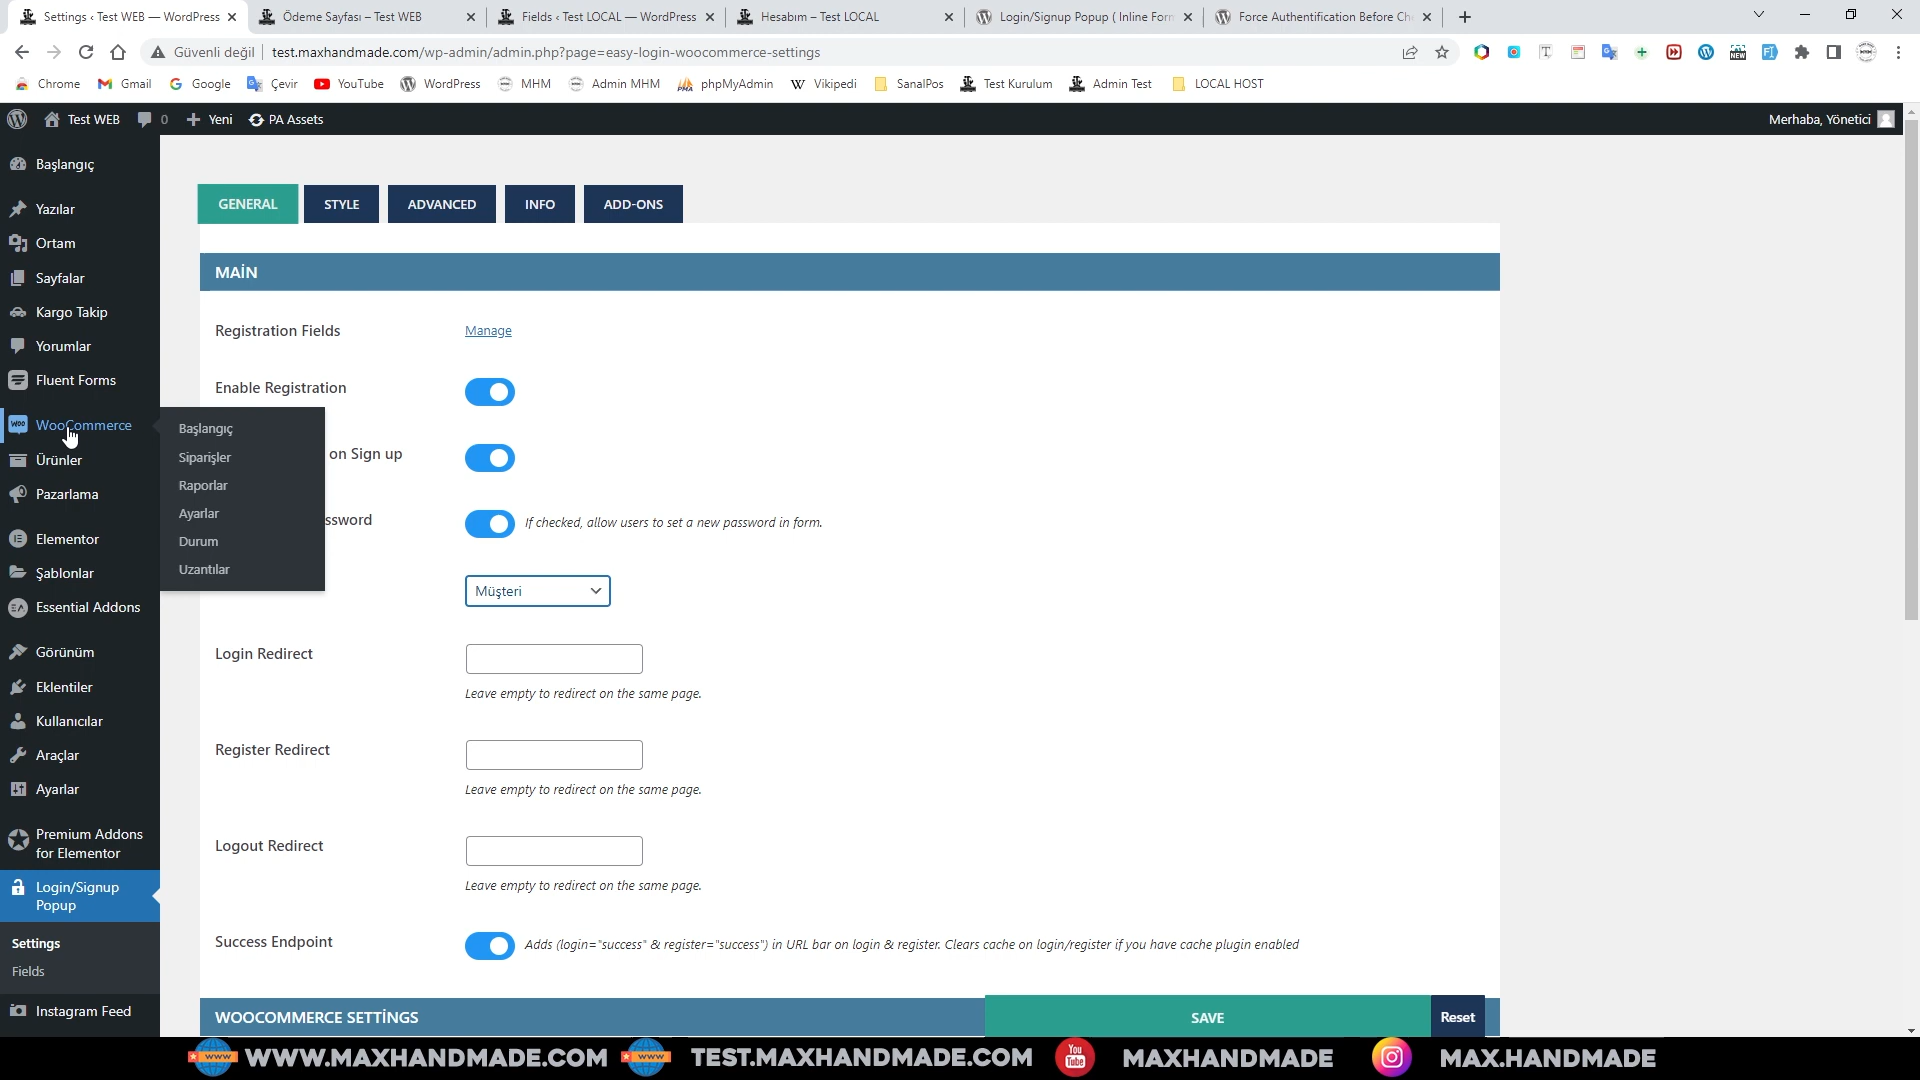 Settings ‹ Test WEB — WordPress
Ödeme Sayfası – Test WEB
Fields ‹ Test LOCAL — WordPress
Hesabım – Test LOCAL
Login/Signup Popup ( Inline Forn
Force Authentification Before Ch
Güvenli değil
test.maxhandmade.com/wp-admin/admin.php?page=easy-login-woocommerce-settings
Chrome
Gmail
Google
Çevir
YouTube
WordPress
MHM
Admin MHM
phpMyAdmin
Vikipedi
SanalPos
Test Kurulum
Admin Test
LOCAL HOST
Test WEB
0
Yeni
PA Assets
Merhaba, Yönetici
Başlangıç
Yazılar
Ortam
Sayfalar
Kargo Takip
Yorumlar
Fluent Forms
WooCommerce
Ürünler
Pazarlama
Elementor
Şablonlar
Essential Addons
Görünüm
Eklentiler
Kullanıcılar
Araçlar
Ayarlar
Premium Addons
for Elementor
Login/Signup
Popup
Settings
Fields
Instagram Feed
Başlangıç
Siparişler
Raporlar
Ayarlar
Durum
Uzantılar
GENERAL
STYLE
ADVANCED
INFO
ADD-ONS
MAİN
Registration Fields
Manage
Enable Registration
on Sign up
ssword
If checked, allow users to set a new password in form.
Müşteri
Login Redirect
Leave empty to redirect on the same page.
Register Redirect
Leave empty to redirect on the same page.
Logout Redirect
Leave empty to redirect on the same page.
Success Endpoint
Adds (login="success" & register="success") in URL bar on login & register. Clears cache on login/register if you have cache plugin enabled
WOOCOMMERCE SETTİNGS
SAVE
Reset
WWW.MAXHANDMADE.COM
TEST.MAXHANDMADE.COM
MAXHANDMADE
MAX.HANDMADE